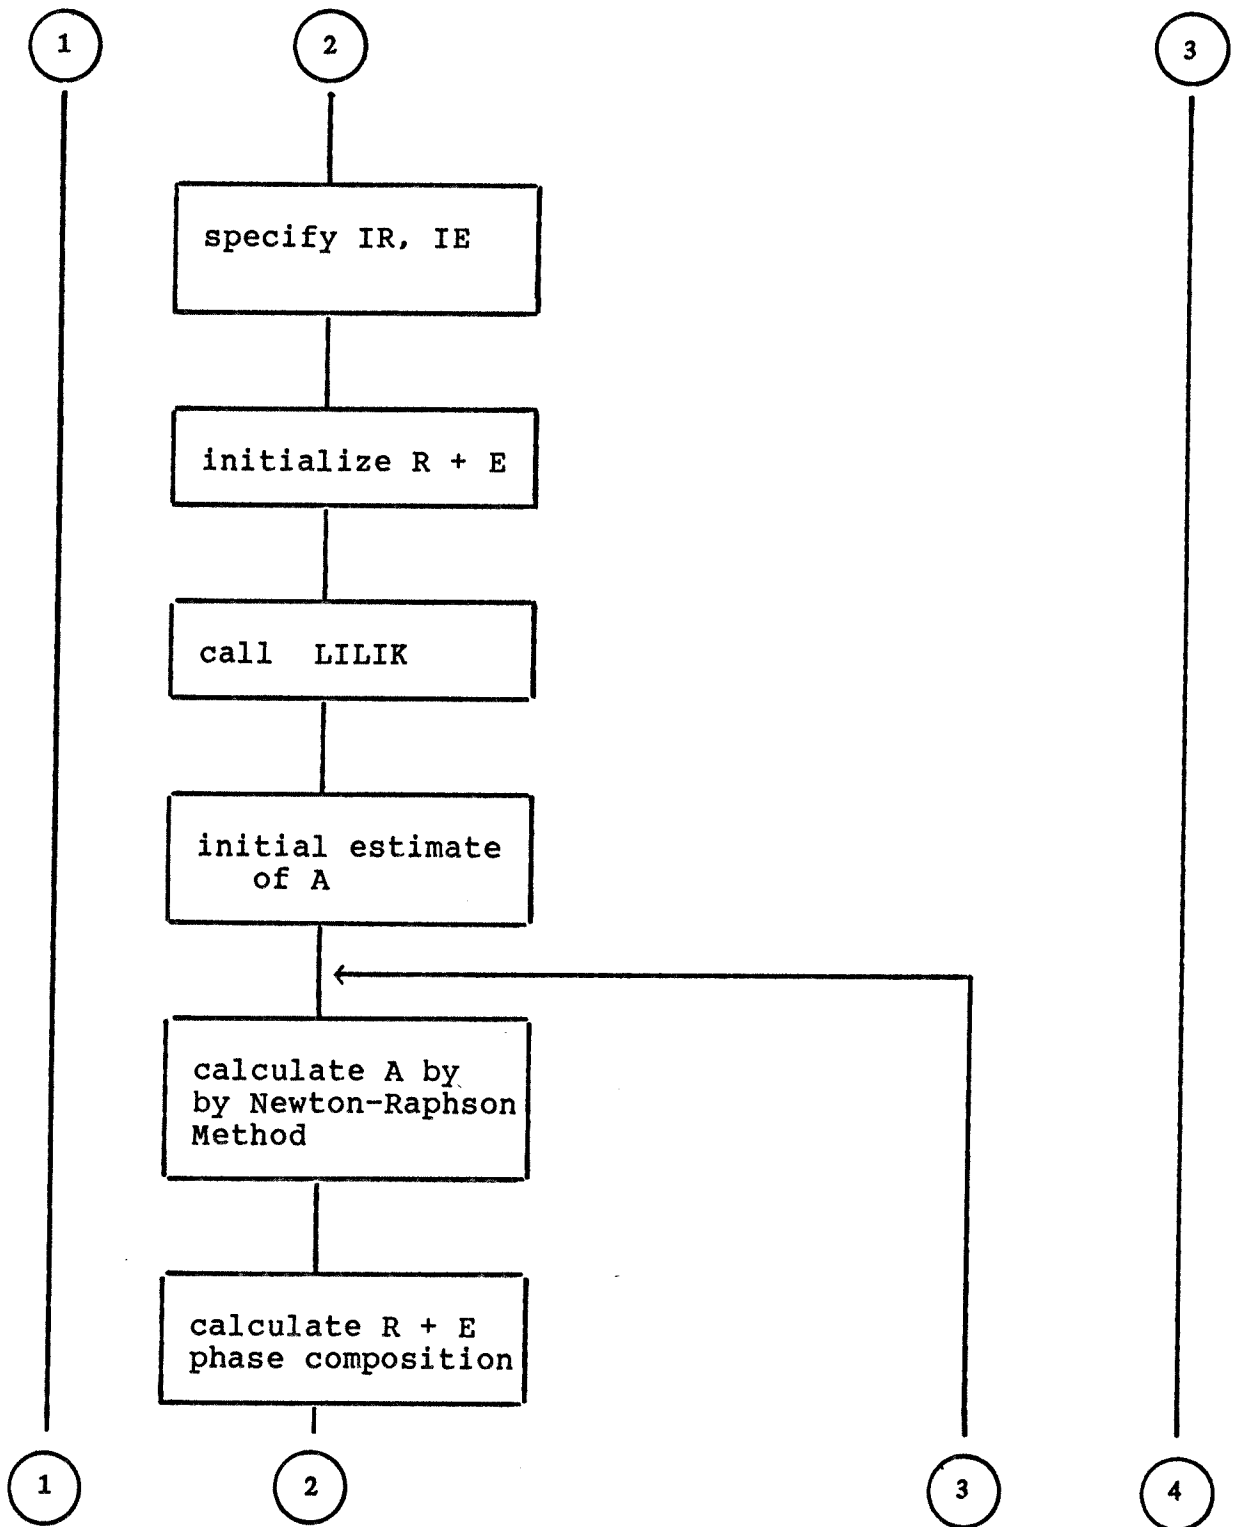 1
2
3
specify IR, IE
initialize R + E
call LILIK
initial estimate
of A
calculate A by
by Newton-Raphson
Method
calculate R + E
phase composition
1
2
3
4